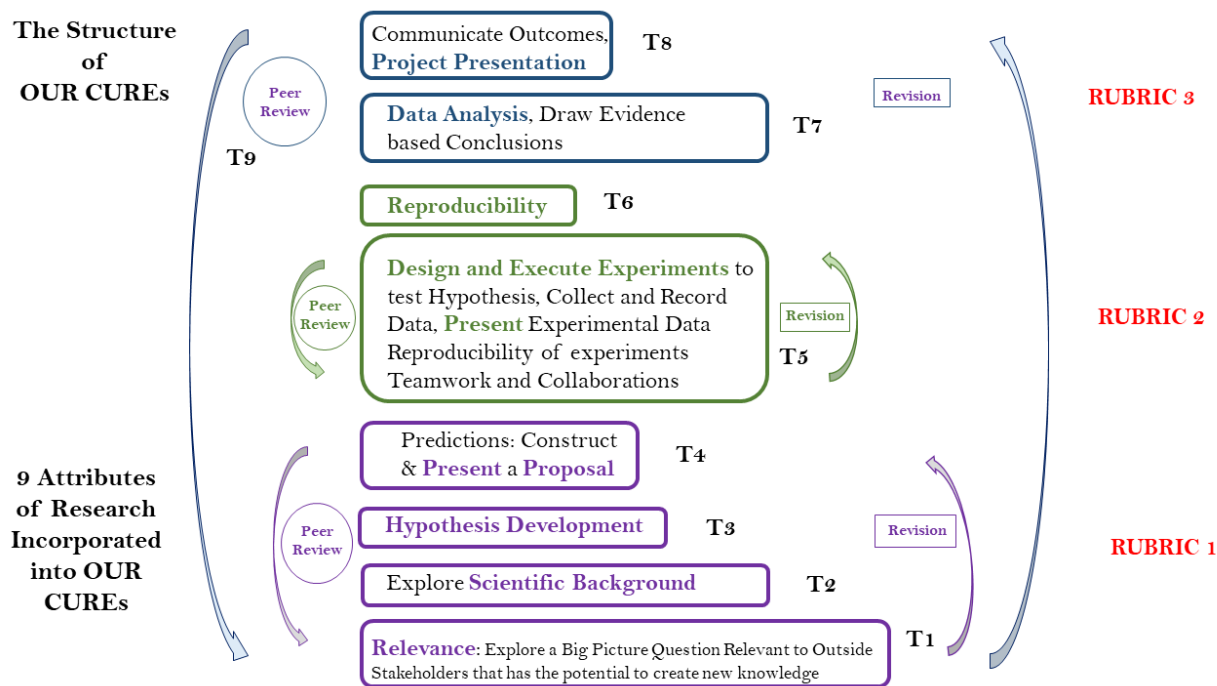 The Structure
of
OUR CUREs
Communicate Outcomes,
Project Presentation
T8
Peer
Review
T9
Data Analysis, Draw Evidence
based Conclusions
T7
Revision
RUBRIC 3
Reproducibility
T6
Design and Execute Experiments to
test Hypothesis, Collect and Record
Data, Present Experimental Data
Reproducibility of experiments
Teamwork and Collaborations
Peer
Review
Revision
T5
RUBRIC 2
9 Attributes
of Research
Incorporated
into OUR
CUREs
Predictions: Construct
& Present a Proposal
T4
Peer
Review
Hypothesis Development
T3
Revision
RUBRIC 1
Explore Scientific Background
T2
Relevance: Explore a Big Picture Question Relevant to Outside
Stakeholders that has the potential to create new knowledge
T1